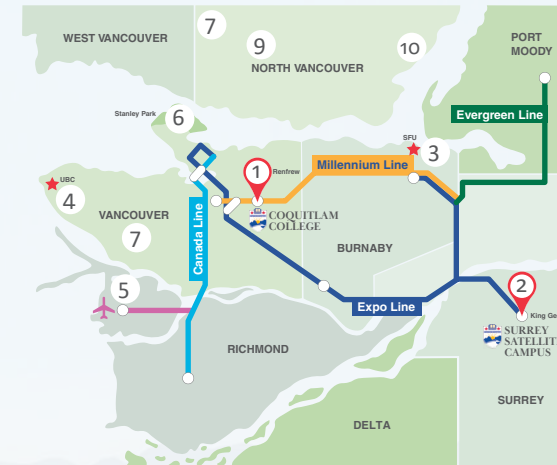 WEST VANCOUVER
7
9
NORTH VANCOUVER
10
PORT
MOODY
Evergreen Line
Stanley Park
6
SFU
3
Millennium Line
1
Renfrew
UBC
4
VANCOUVER
7
Canada Line
COQUITLAM
COLLEGE
BURNABY
5
Expo Line
2
King Ge
SURREY
SATELLIT
CAMPUS
RICHMOND
SURREY
DELTA